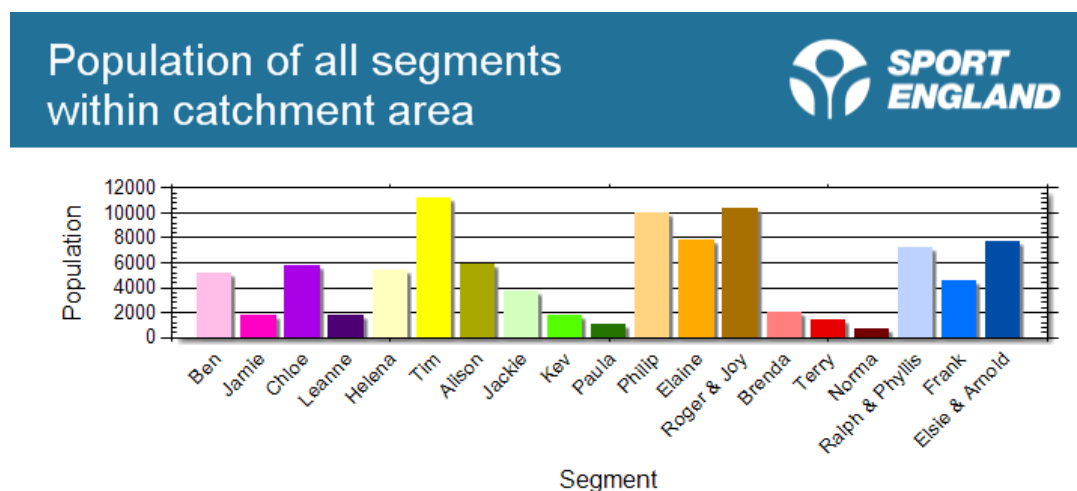 Population of all segments
within catchment area
SPORT
ENGLAND
12000
10000
8000
6000
4000
2000
0
Population
Ben
Jamie
Chloe
Leanne
Helena
Tim
Alison
Jackie
Kev
Paula
Philip
Elaine
Roger & Joy
Brenda
Terry
Norma
Ralph & Phyllis
Frank
Elsie & Arnold
Segment